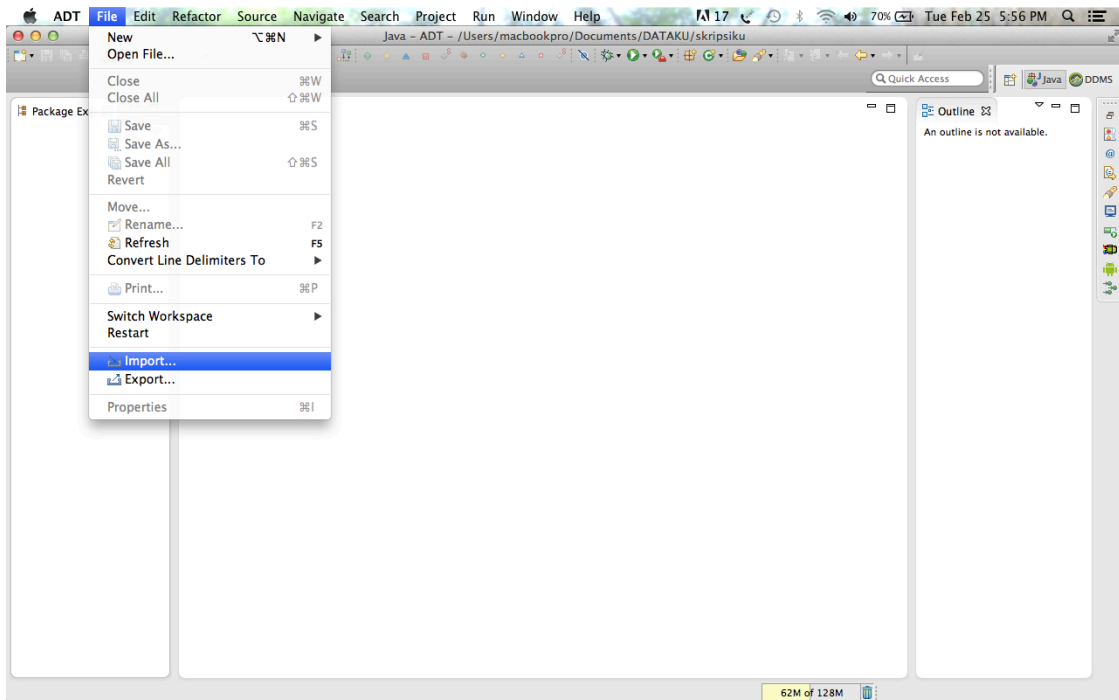 ADT File Edit Refactor Source Navigate Search Project Run Window Help 17 70% Tue Feb 25 5:56 PM
Java – ADT – /Users/macbookpro/Documents/DATAKU/skripsiku
Quick Access Java DDMS
Package Ex
New ⌥⌘N ▶
Open File...
Close ⌘W
Close All ⇧⌘W
Save ⌘S
Save As...
Save All ⇧⌘S
Revert
Move...
Rename... F2
Refresh F5
Convert Line Delimiters To ▶
Print... ⌘P
Switch Workspace ▶
Restart
Import...
Export...
Properties ⌘I
Outline
An outline is not available.
62M of 128M